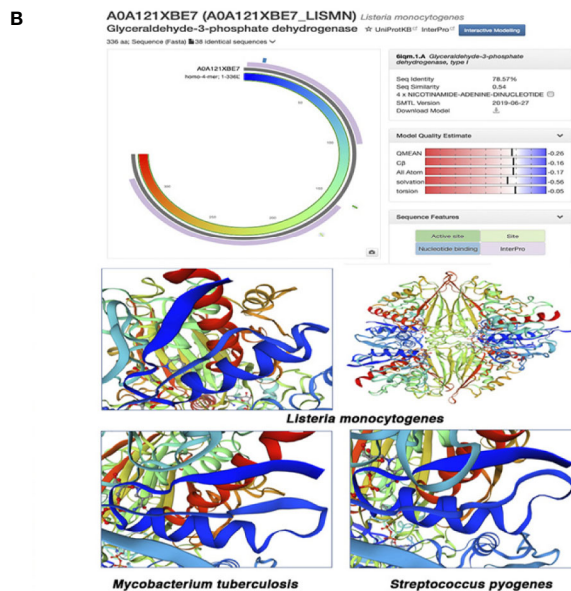 B
A0A121XBE7 (A0A121XBE7_LISMN) Listeria monocytogenes
Glyceraldehyde-3-phosphate dehydrogenase
UniProtKB InterPro Interactive Modelling
336 aa; Sequence (Fasta) 38 identical sequences
A0A121XBE7
homo-4-mer; 1-336
6iqm.1.A Glyceraldehyde-3-phosphate dehydrogenase, type I
Seq Identity 78.57%
Seq Similarity 0.54
4 x NICOTINAMIDE-ADENINE-DINUCLEOTIDE
SMTL Version 2019-06-27
Download Model
Model Quality Estimate
QMEAN -0.26
Cβ -0.16
All Atom -0.17
solvation -0.56
torsion -0.05
Sequence Features
Active site Site
Nucleotide binding InterPro
Listeria monocytogenes
Mycobacterium tuberculosis
Streptococcus pyogenes